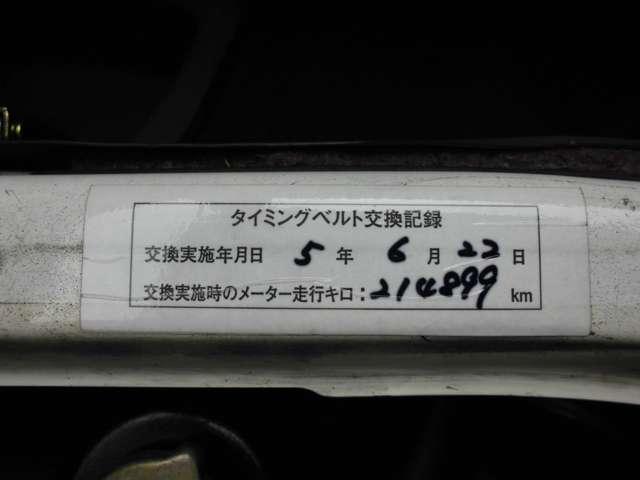 タイミングベルト交換記録
交換実施年月日 5 年 6 月 22 日
交換実施時のメーター走行キロ：214899 km